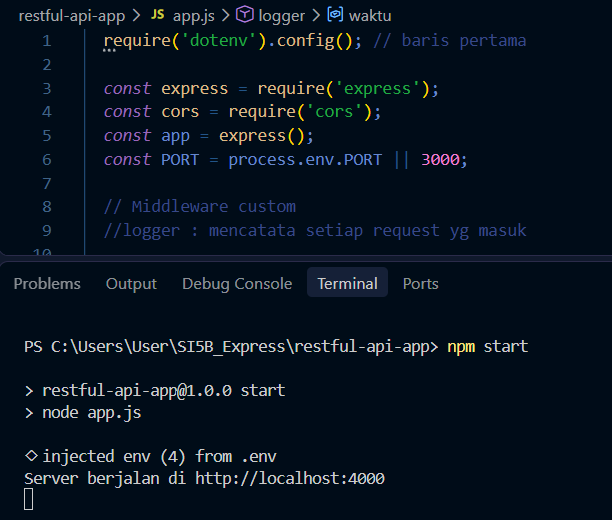 restful-api-app > JS app.js > logger > waktu
1 require('dotenv').config(); // baris pertama
2
3 const express = require('express');
4 const cors = require('cors');
5 const app = express();
6 const PORT = process.env.PORT || 3000;
7
8 // Middleware custom
9 //logger : mencatata setiap request yg masuk
10
Problems Output Debug Console Terminal Ports
PS C:\Users\User\SI5B_Express\restful-api-app> npm start
> restful-api-app@1.0.0 start
> node app.js
◇ injected env (4) from .env
Server berjalan di http://localhost:4000